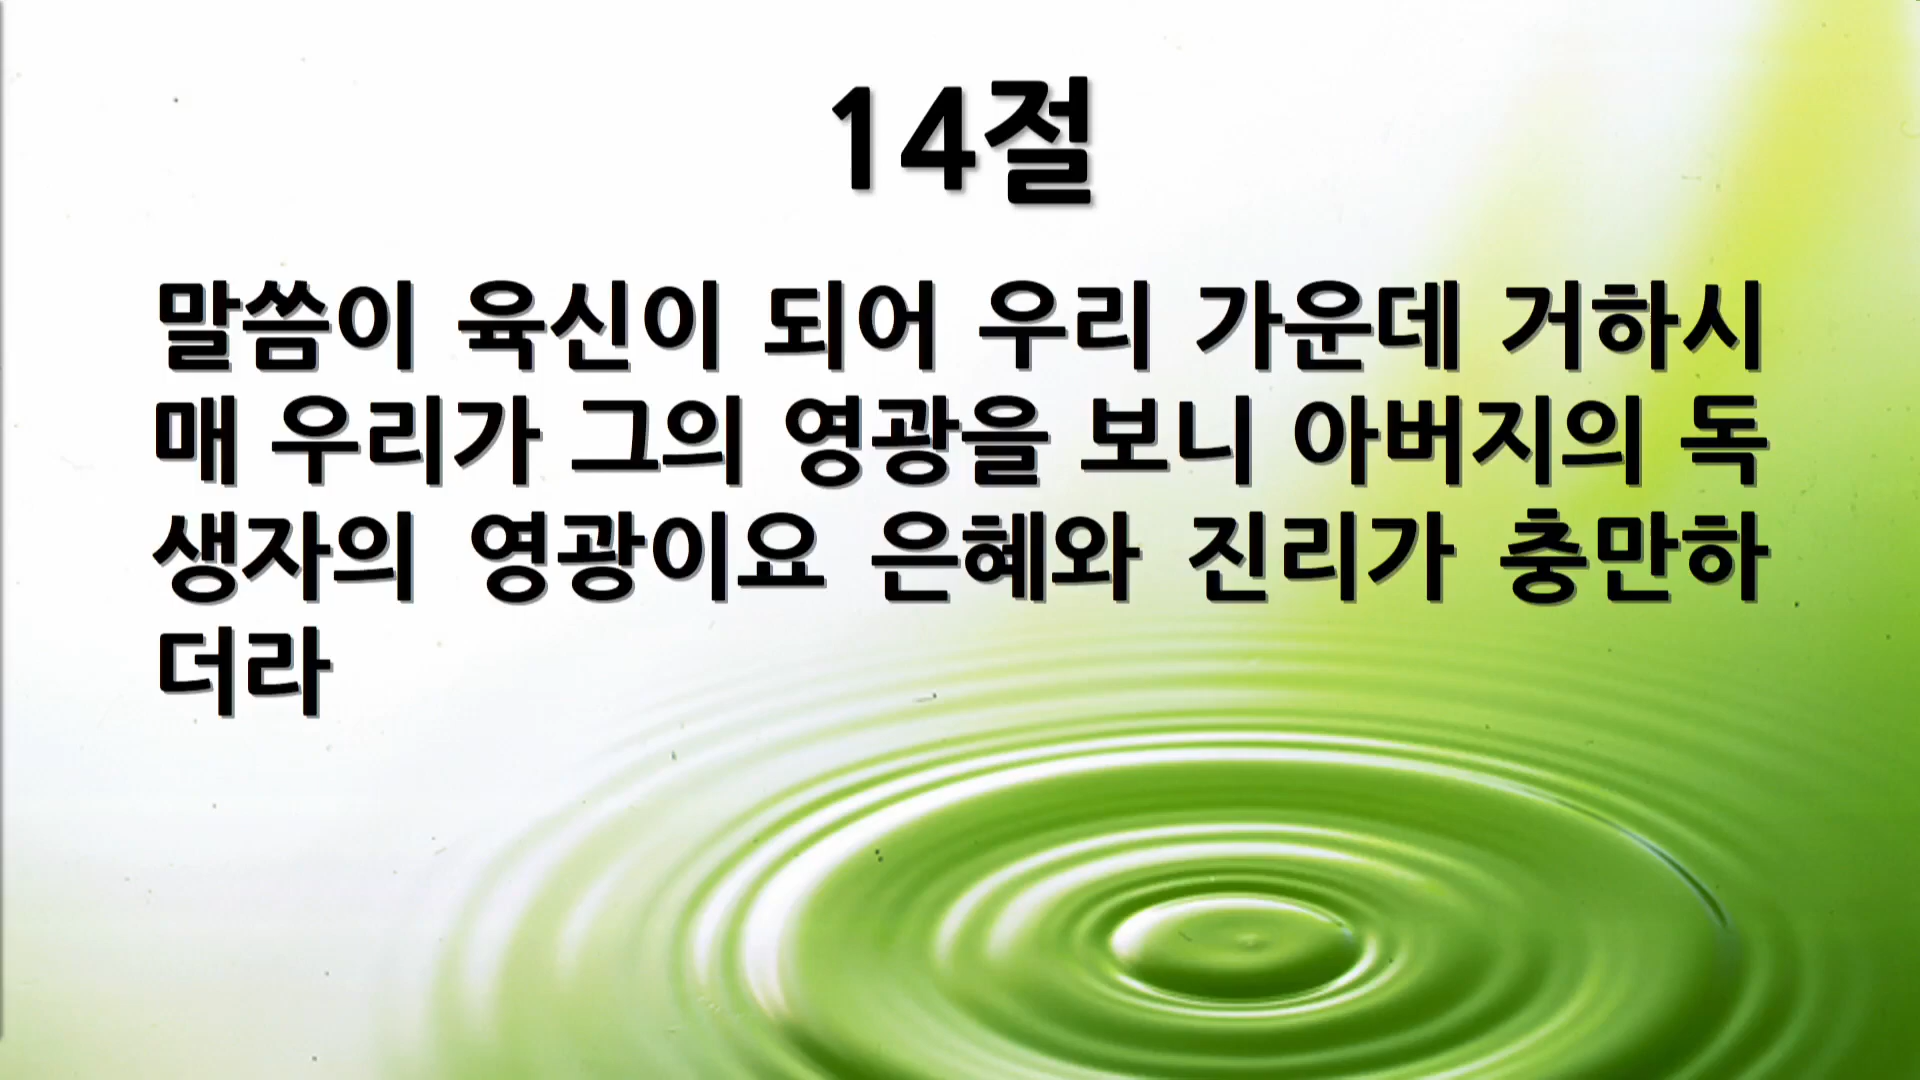 14절
말씀이 육신이 되어 우리 가운데 거하시
매 우리가 그의 영광을 보니 아버지의 독
생자의 영광이요 은혜와 진리가 충만하
더라